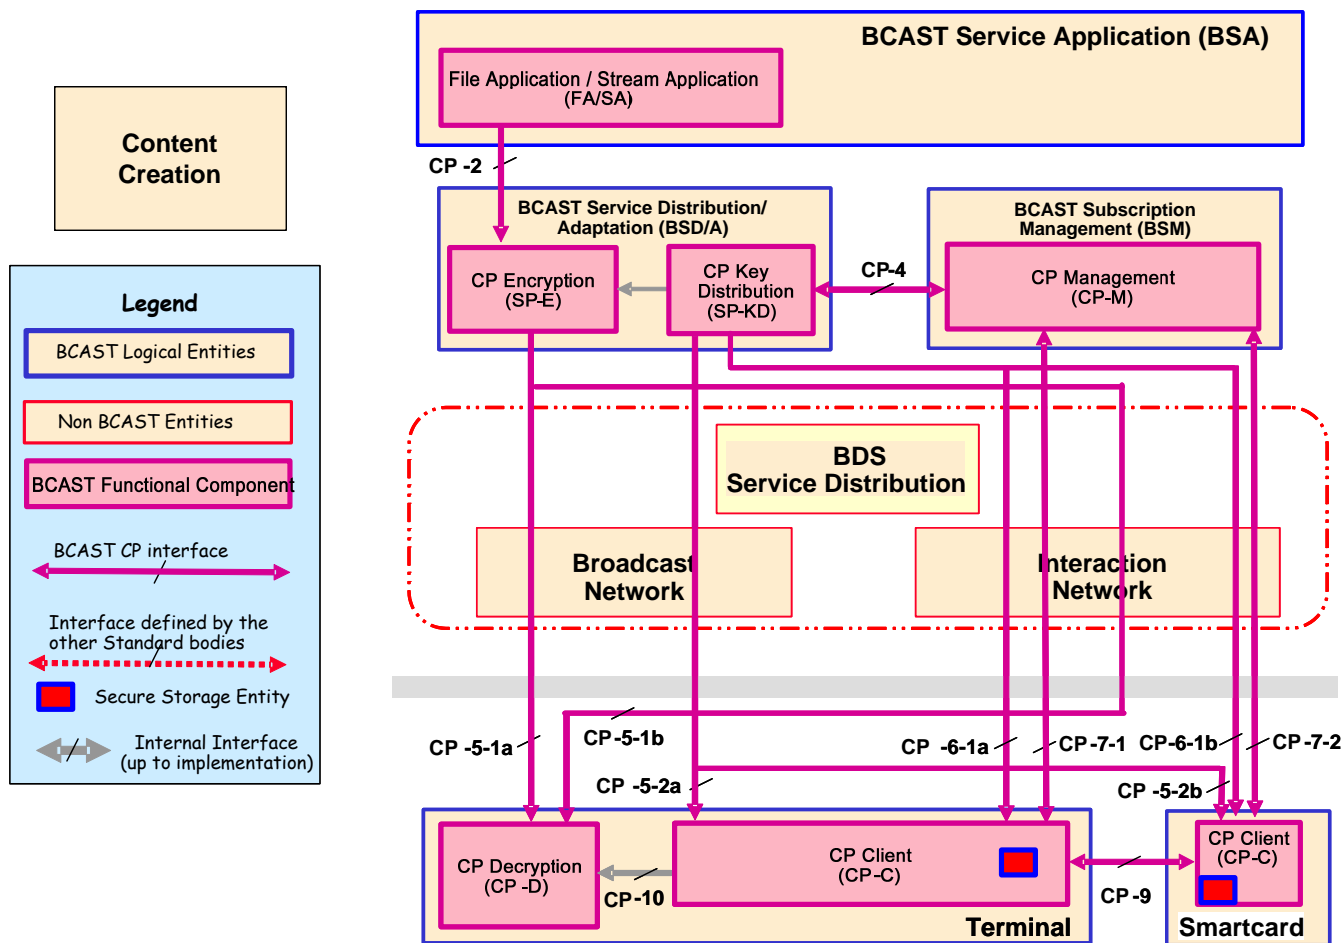 BCAST Service Application (BSA)
File Application / Stream Application
(FA/SA)
Content
Creation
CP -2
BCAST Service Distribution/
Adaptation (BSD/A)
BCAST Subscription
Management (BSM)
CP Encryption
(SP-E)
CP Key
Distribution
(SP-KD)
CP-4
CP Management
(CP-M)
Legend
BCAST Logical Entities
Non BCAST Entities
BCAST Functional Component
BCAST CP interface
Interface defined by the
other Standard bodies
Secure Storage Entity
Internal Interface
(up to implementation)
BDS
Service Distribution
Broadcast
Network
Interaction
Network
CP -5-1a
CP-5-1b
CP -6-1a
CP-7-1
CP-6-1b
CP-7-2
CP -5-2a
CP -5-2b
CP Decryption
(CP -D)
CP-10
CP Client
(CP-C)
CP-9
CP Client
(CP-C)
Terminal
Smartcard